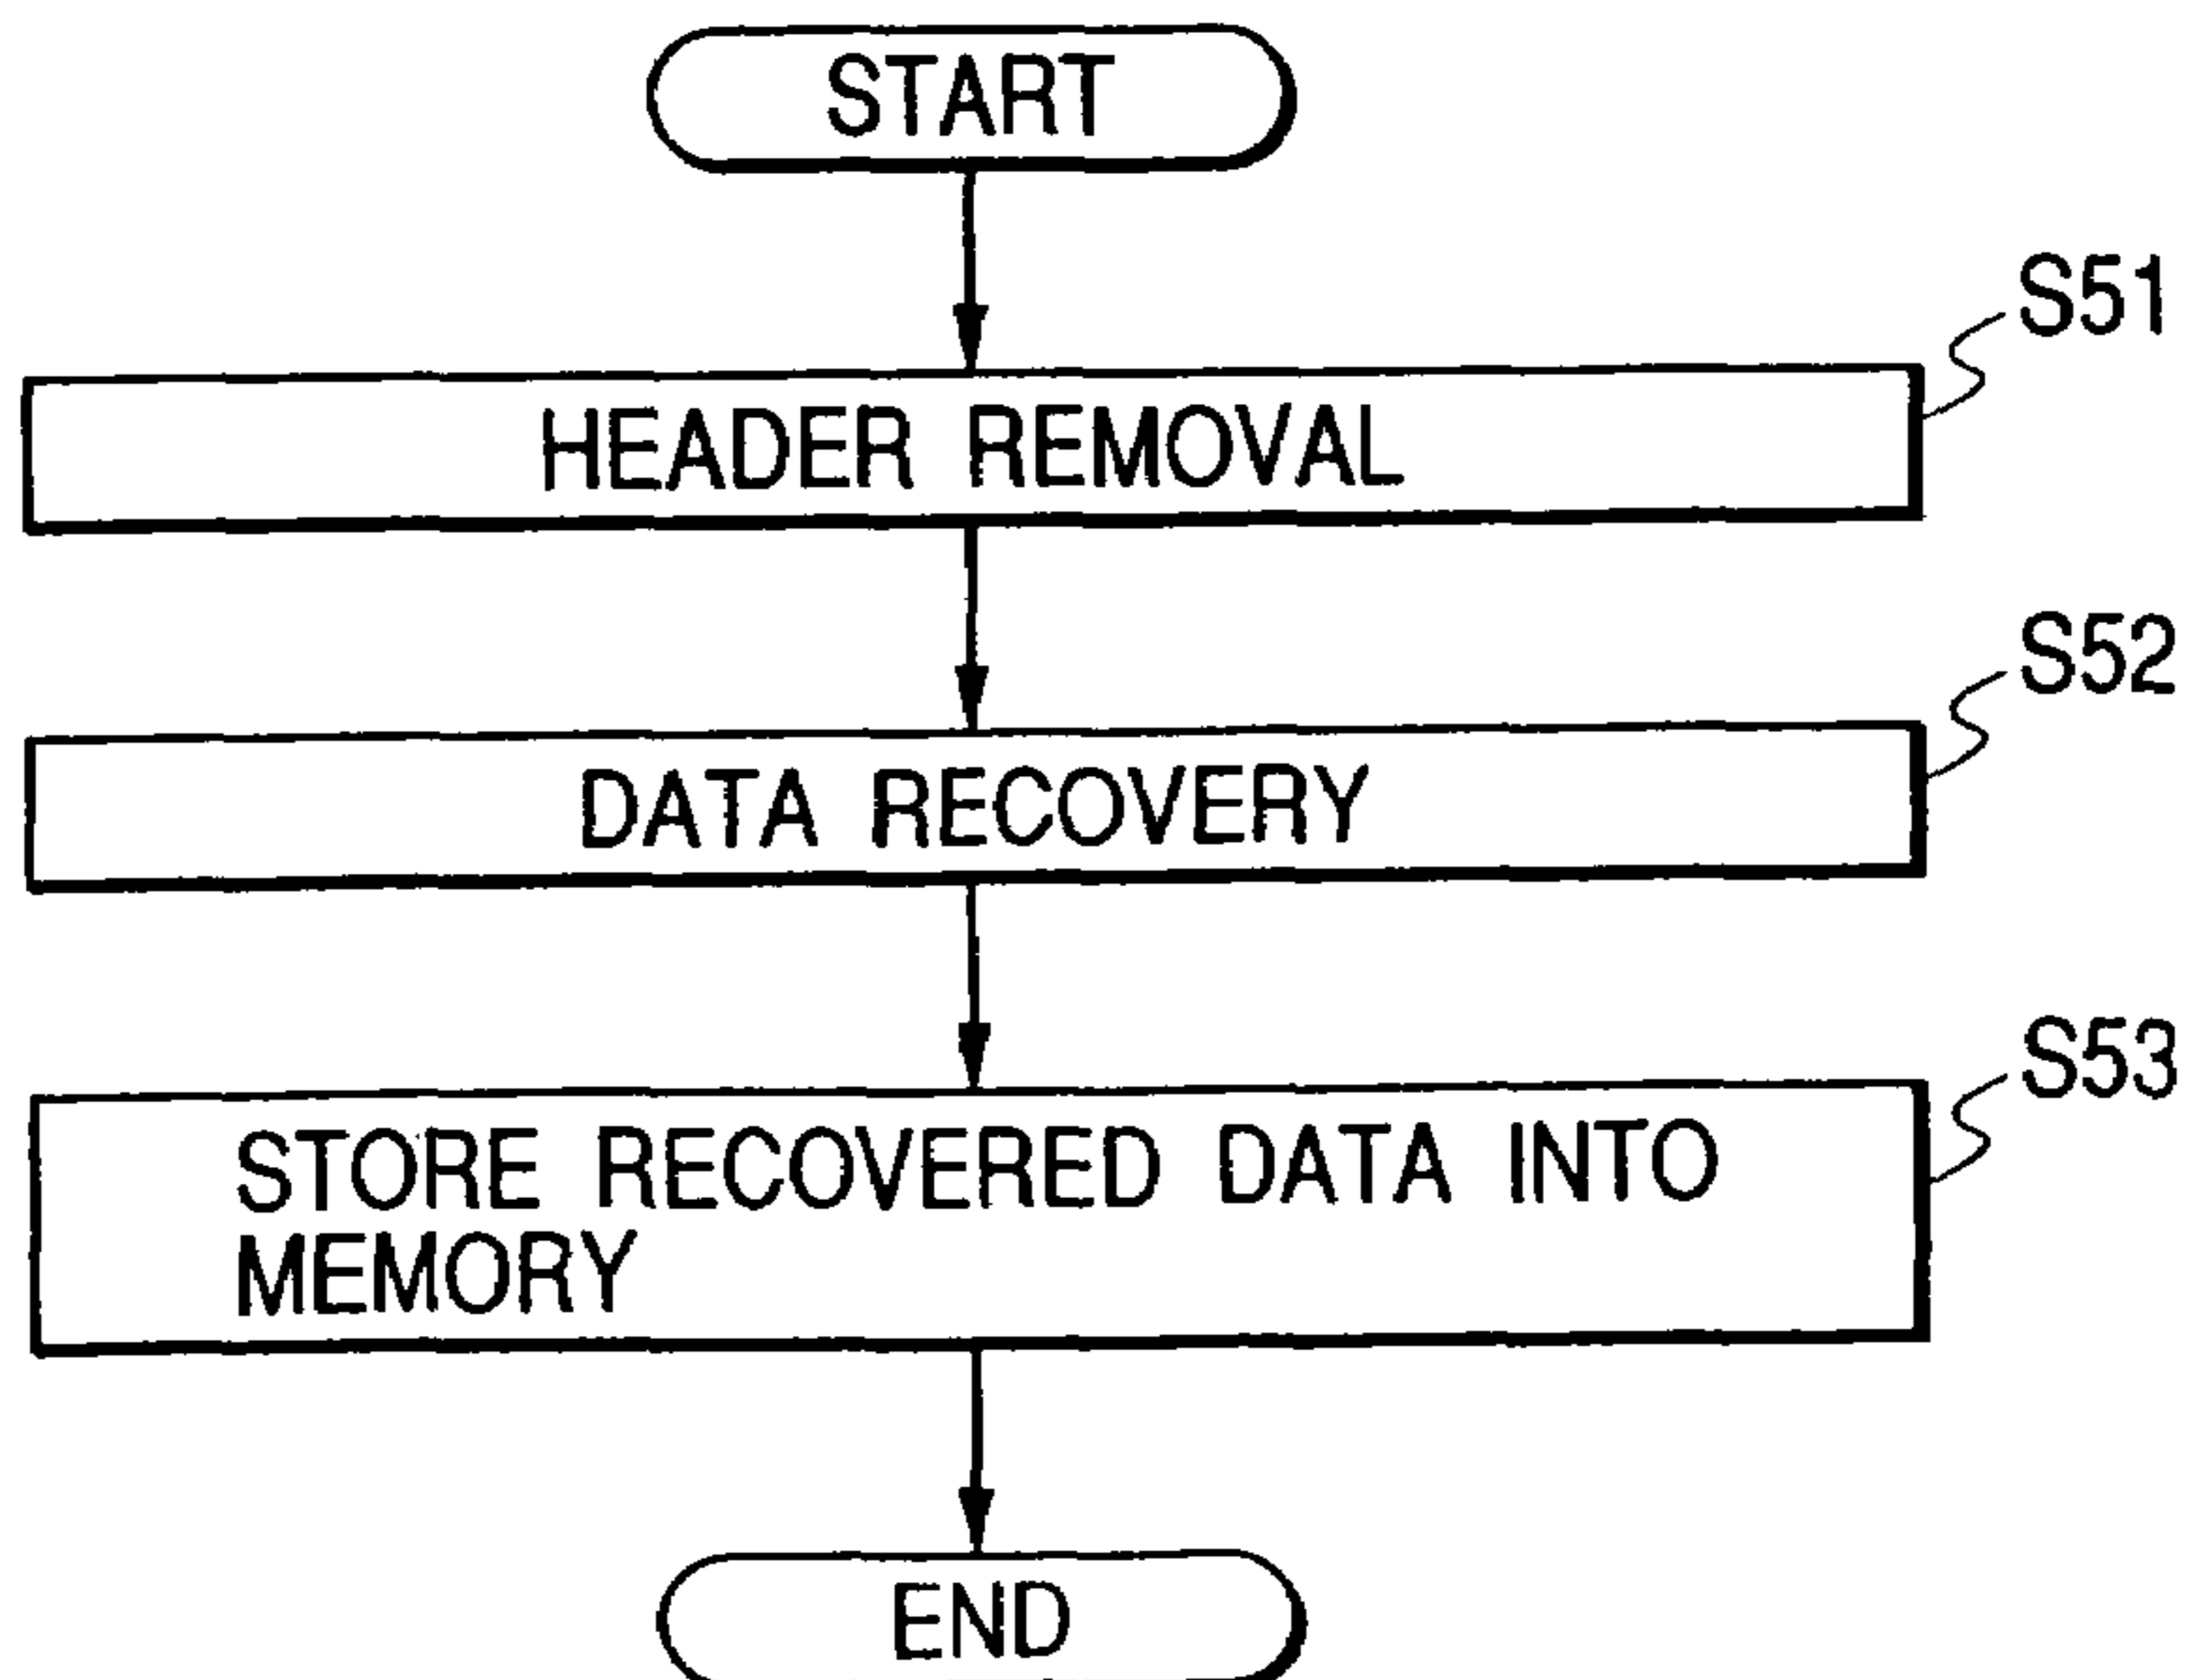 START
S51
HEADER REMOVAL
S52
DATA RECOVERY
S53
STORE RECOVERED DATA INTO
MEMORY
END